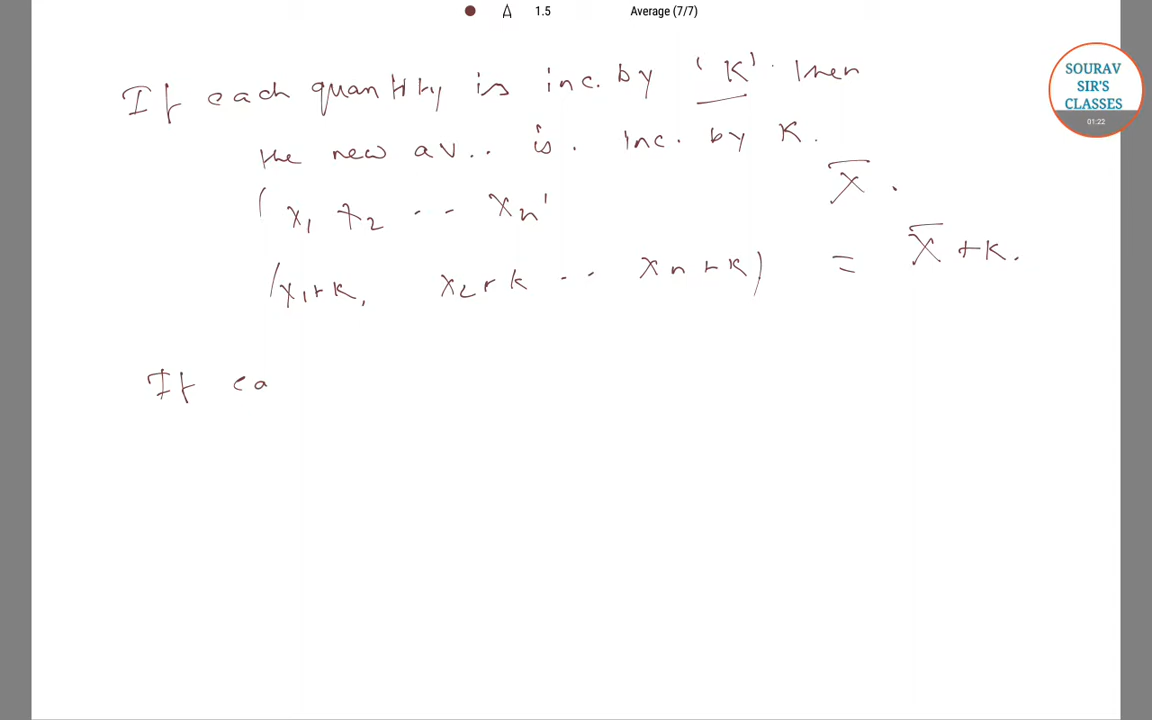 A 1.5 Average (7/7)
SOURAV
SIR'S
CLASSES
01:22
If each quantity is inc. by 'K' then
the new av.. is. inc. by K.
(x1 x2 .. .. xn' x̄.
(x1+k, x2+k .. .. xn+k) = x̄+k.
If ea